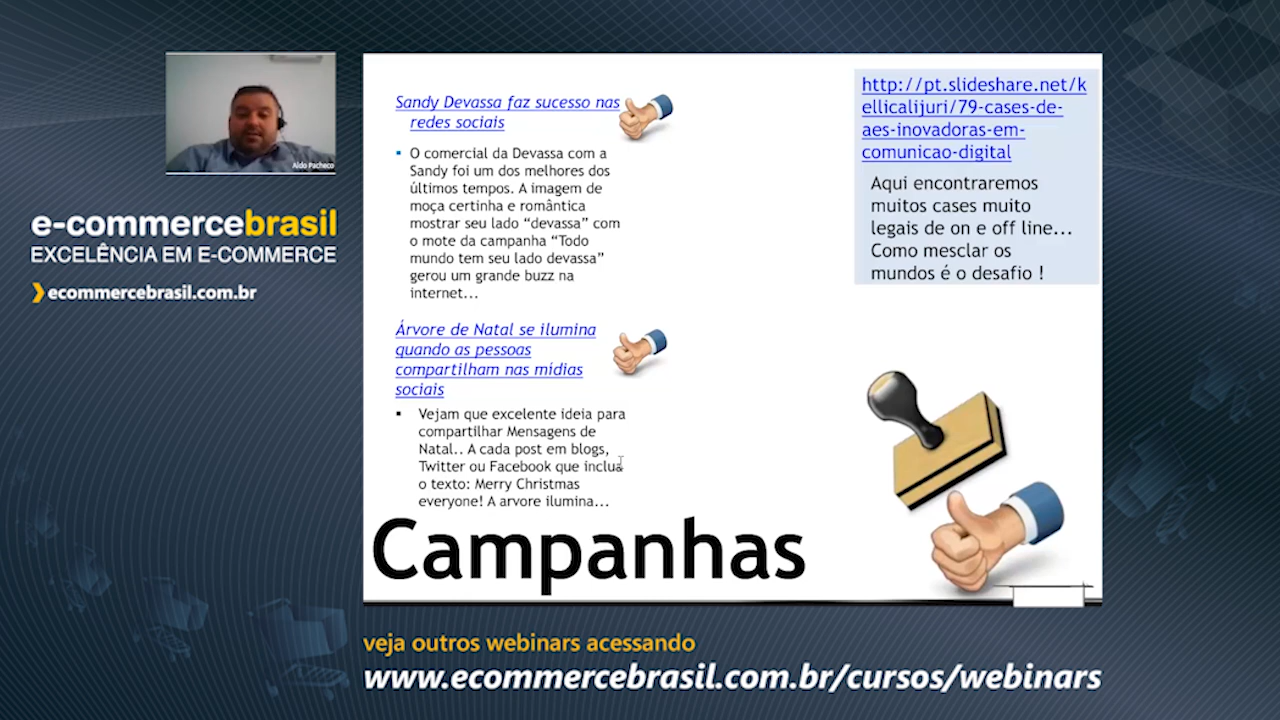 Aldo Pacheco
e-commercebrasil
EXCELÊNCIA EM E-COMMERCE
ecommercebrasil.com.br
Sandy Devassa faz sucesso nas
redes sociais
O comercial da Devassa com a
Sandy foi um dos melhores dos
últimos tempos. A imagem de
moça certinha e romântica
mostrar seu lado “devassa” com
o mote da campanha “Todo
mundo tem seu lado devassa”
gerou um grande buzz na
internet...
Árvore de Natal se ilumina
quando as pessoas
compartilham nas mídias
sociais
Vejam que excelente ideia para
compartilhar Mensagens de
Natal.. A cada post em blogs,
Twitter ou Facebook que inclua
o texto: Merry Christmas
everyone! A arvore ilumina...
http://pt.slideshare.net/k
ellicalijuri/79-cases-de-
aes-inovadoras-em-
comunicao-digital
Aqui encontraremos
muitos cases muito
legais de on e off line...
Como mesclar os
mundos é o desafio !
Campanhas
veja outros webinars acessando
www.ecommercebrasil.com.br/cursos/webinars